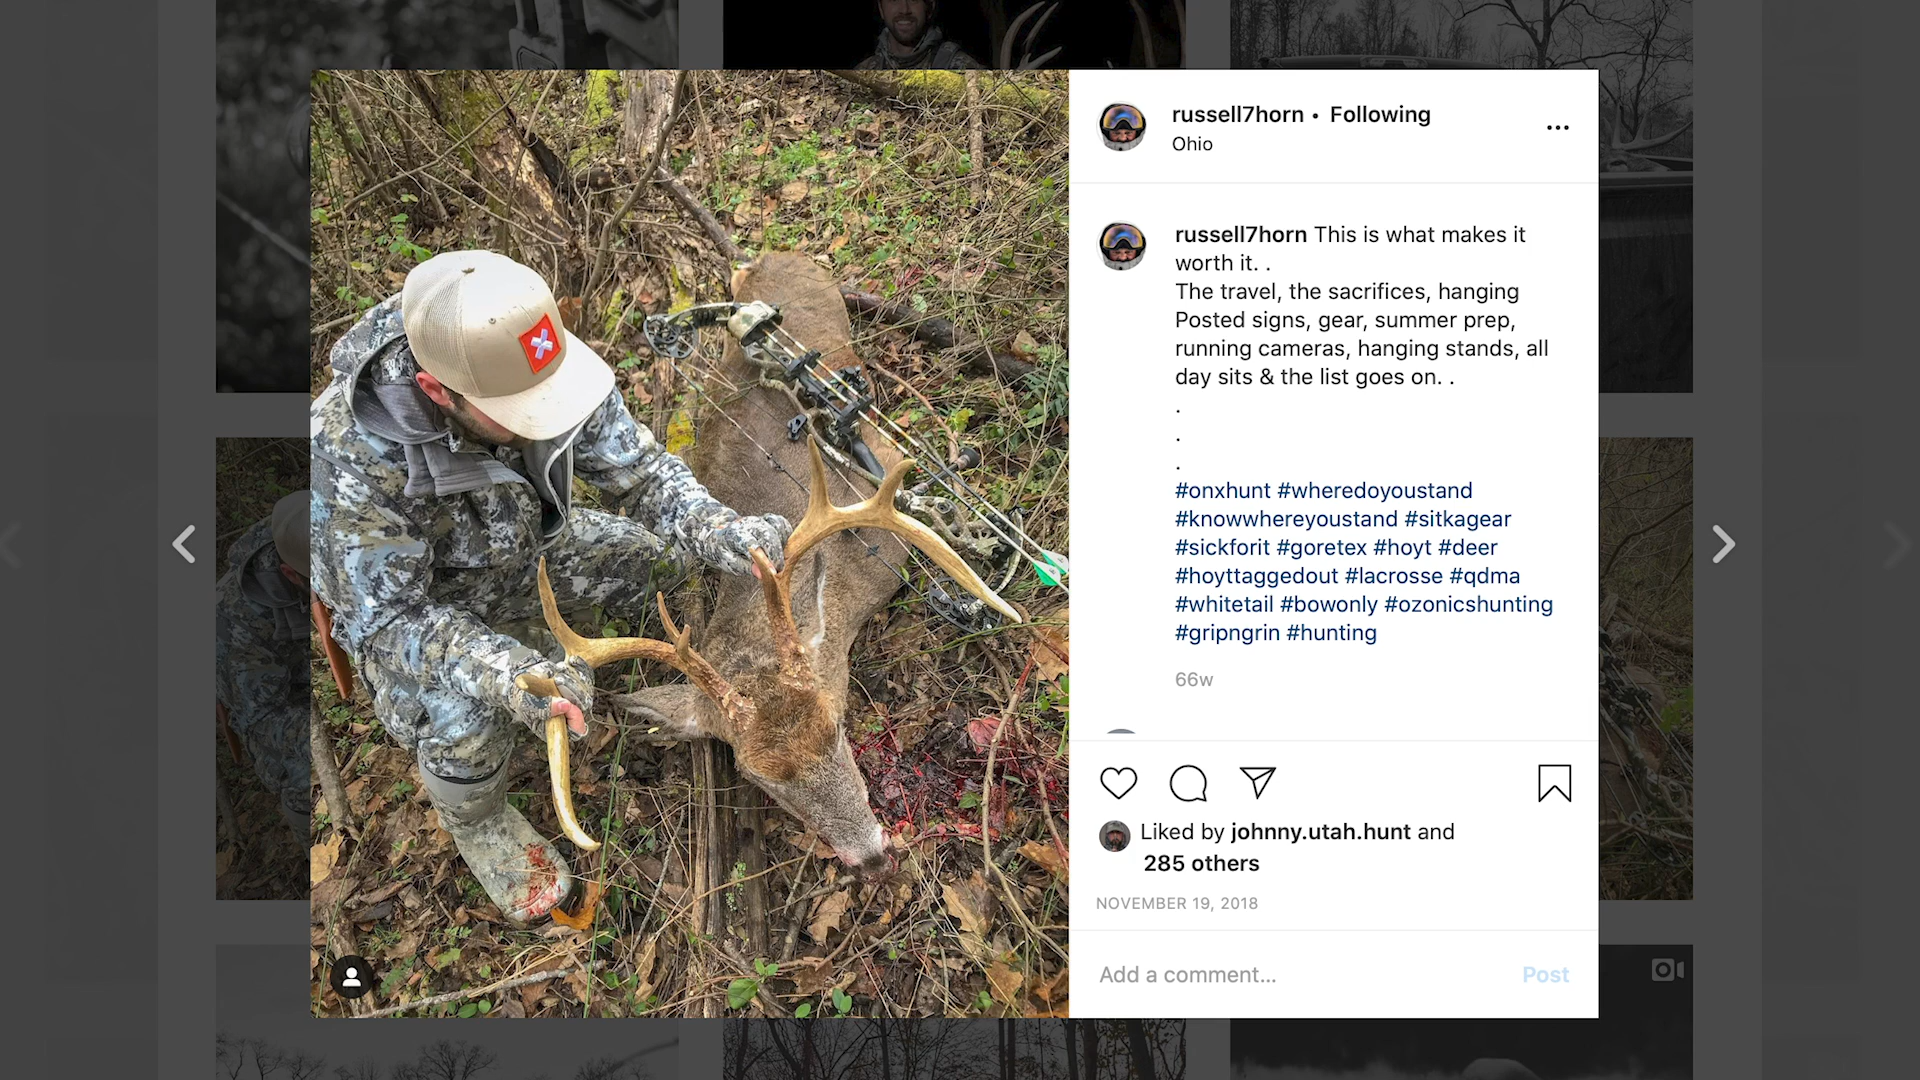 russell7horn • Following
Ohio
russell7horn This is what makes it
worth it. .
The travel, the sacrifices, hanging
Posted signs, gear, summer prep,
running cameras, hanging stands, all
day sits & the list goes on. .
.
.
.
#onxhunt #wheredoyoustand
#knowwhereyoustand #sitkagear
#sickforit #goretex #hoyt #deer
#hoyttaggedout #lacrosse #qdma
#whitetail #bowonly #ozonicshunting
#gripngrin #hunting
66w
Liked by johnny.utah.hunt and
285 others
NOVEMBER 19, 2018
Add a comment...
Post